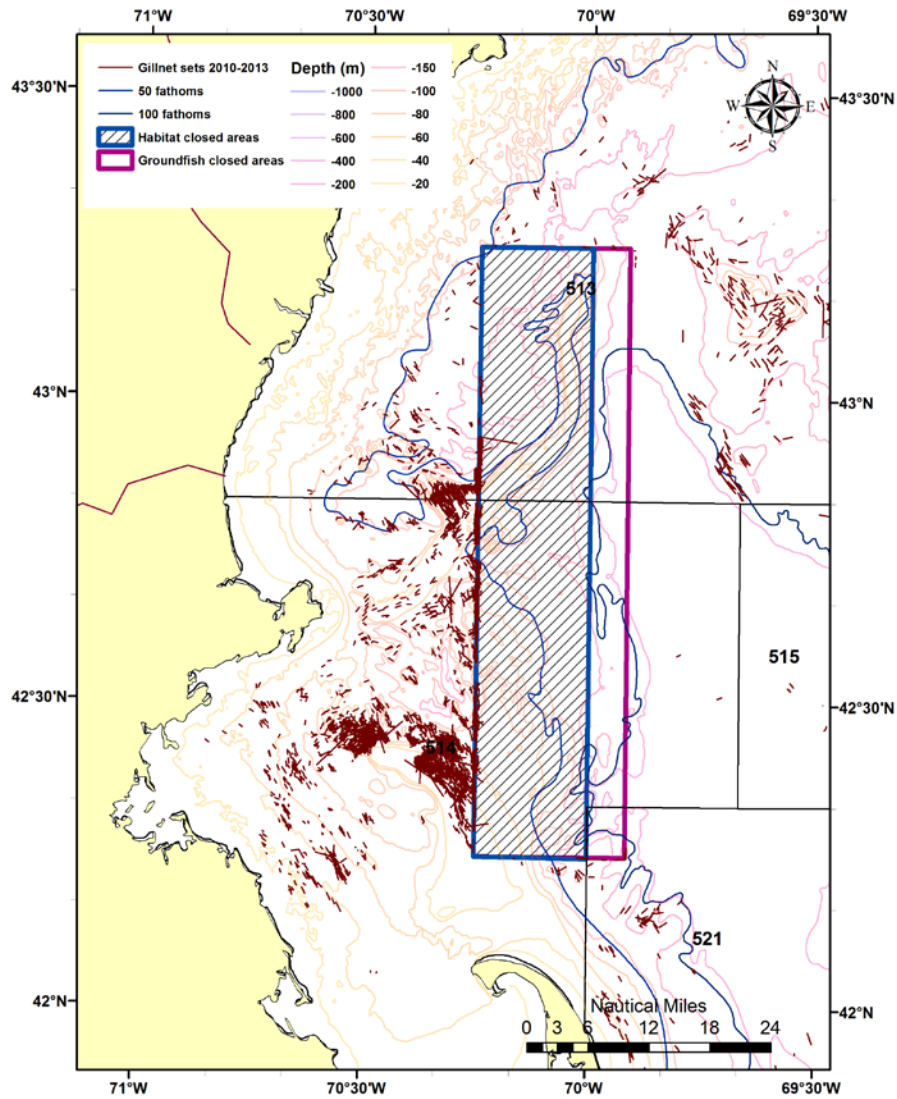 71°W 70°30'W 70°W 69°30'W
Gillnet sets 2010-2013
50 fathoms
100 fathoms
Habitat closed areas
Groundfish closed areas
Depth (m)
-1000
-800
-600
-400
-200
-150
-100
-80
-60
-40
-20
N
W E
S
43°30'N 43°30'N
513
43°N 43°N
515
42°30'N 42°30'N
514
521
42°N 42°N
Nautical Miles
0 3 6 12 18 24
71°W 70°30'W 70°W 69°30'W